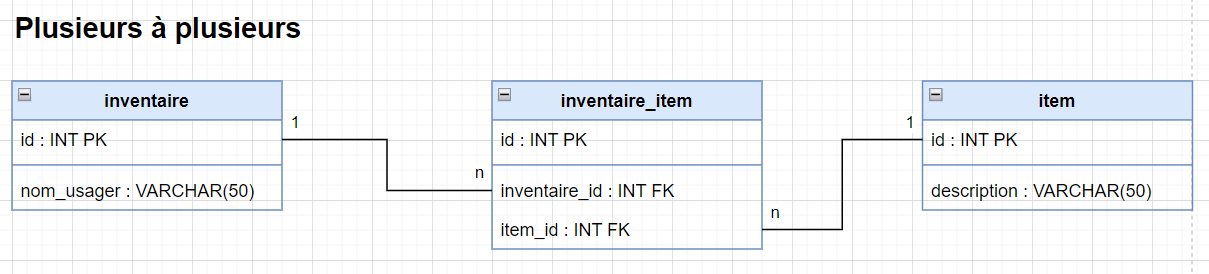 Plusieurs à plusieurs
inventaire
id : INT PK
nom_usager : VARCHAR(50)
1
n
inventaire_item
id : INT PK
inventaire_id : INT FK
item_id : INT FK
n
1
item
id : INT PK
description : VARCHAR(50)